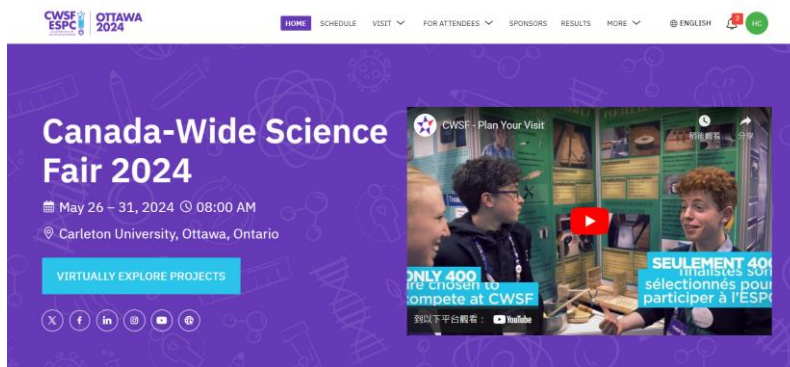 CWSF
ESPC
OTTAWA
2024
HOME
SCHEDULE
VISIT
FOR ATTENDEES
SPONSORS
RESULTS
MORE
ENGLISH
2
HC
Canada-Wide Science
Fair 2024
May 26 – 31, 2024 08:00 AM
Carleton University, Ottawa, Ontario
VIRTUALLY EXPLORE PROJECTS
CWSF - Plan Your Visit
稍後觀看
分享
ONLY 400
are chosen to
compete at CWSF
SEULEMENT 400
finalistes son
sélectionnés pour
participer à l'ESPC
到以下平台觀看：
YouTube